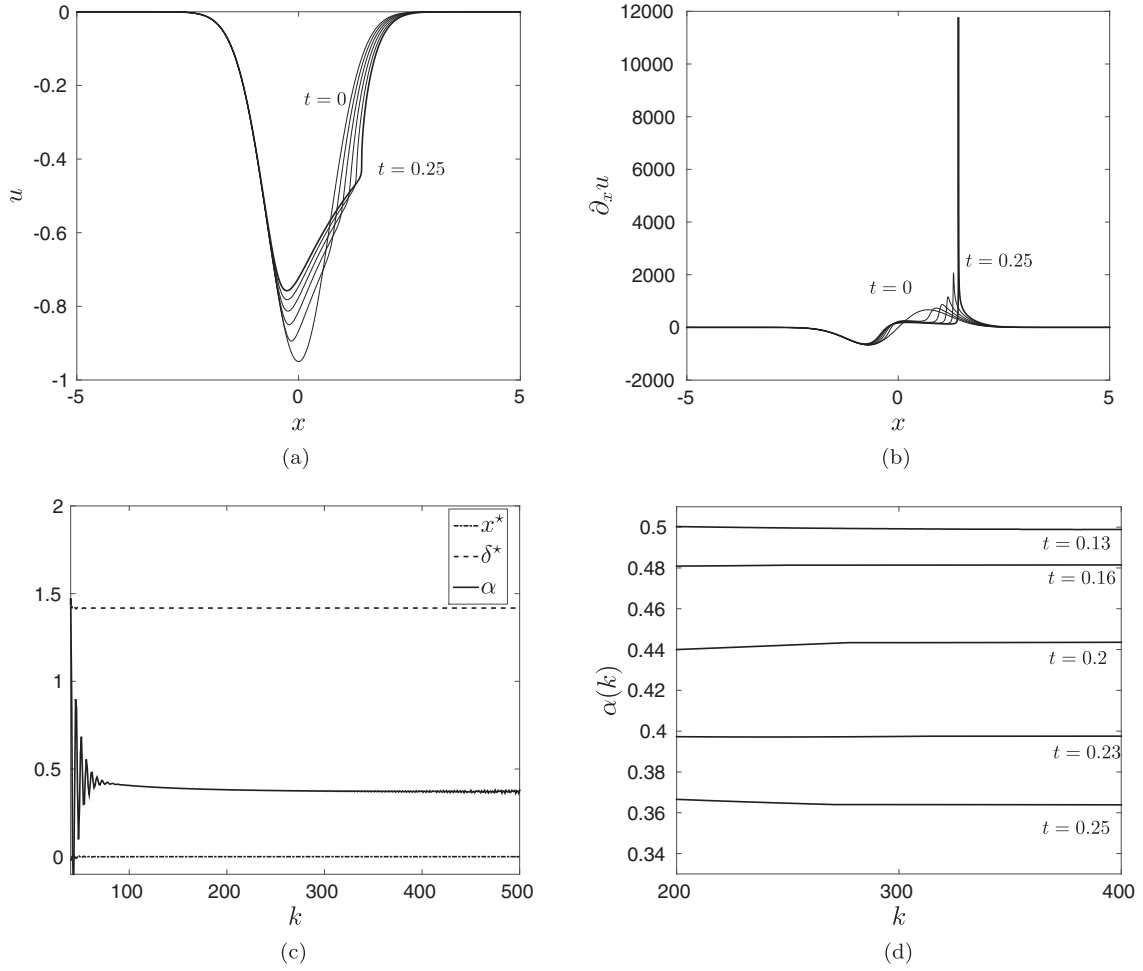 0
-0.2
-0.4
-0.6
-0.8
-1
u
t = 0
t = 0.25
-5
0
5
x
(a)
12000
10000
8000
6000
4000
2000
0
-2000
∂ₓu
t = 0.25
t = 0
-5
0
5
x
(b)
2
1.5
1
0.5
0
x⋆
δ⋆
α
100
200
300
400
500
k
(c)
0.5
0.48
0.46
0.44
0.42
0.4
0.38
0.36
0.34
α(k)
t = 0.13
t = 0.16
t = 0.2
t = 0.23
t = 0.25
200
300
400
k
(d)